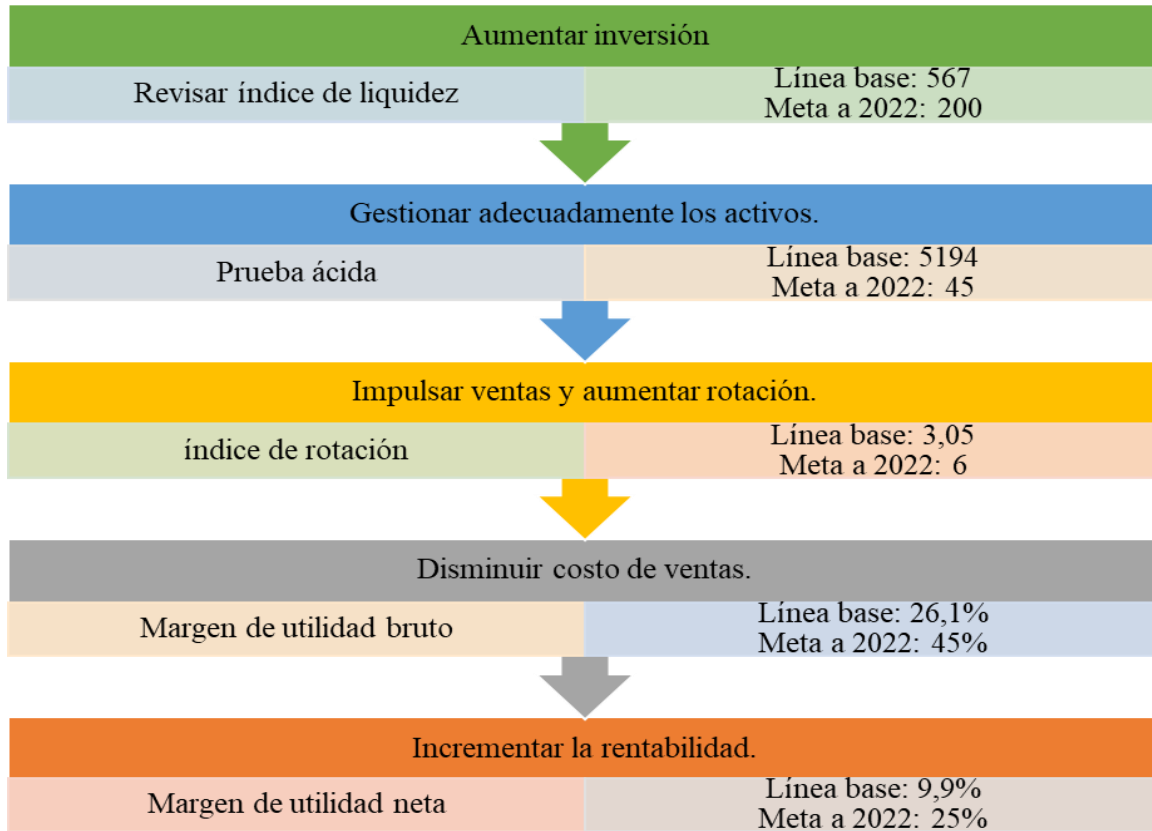 Aumentar inversión
Revisar índice de liquidez
Línea base: 567
Meta a 2022: 200
Gestionar adecuadamente los activos.
Prueba ácida
Línea base: 5194
Meta a 2022: 45
Impulsar ventas y aumentar rotación.
índice de rotación
Línea base: 3,05
Meta a 2022: 6
Disminuir costo de ventas.
Margen de utilidad bruto
Línea base: 26,1%
Meta a 2022: 45%
Incrementar la rentabilidad.
Margen de utilidad neta
Línea base: 9,9%
Meta a 2022: 25%